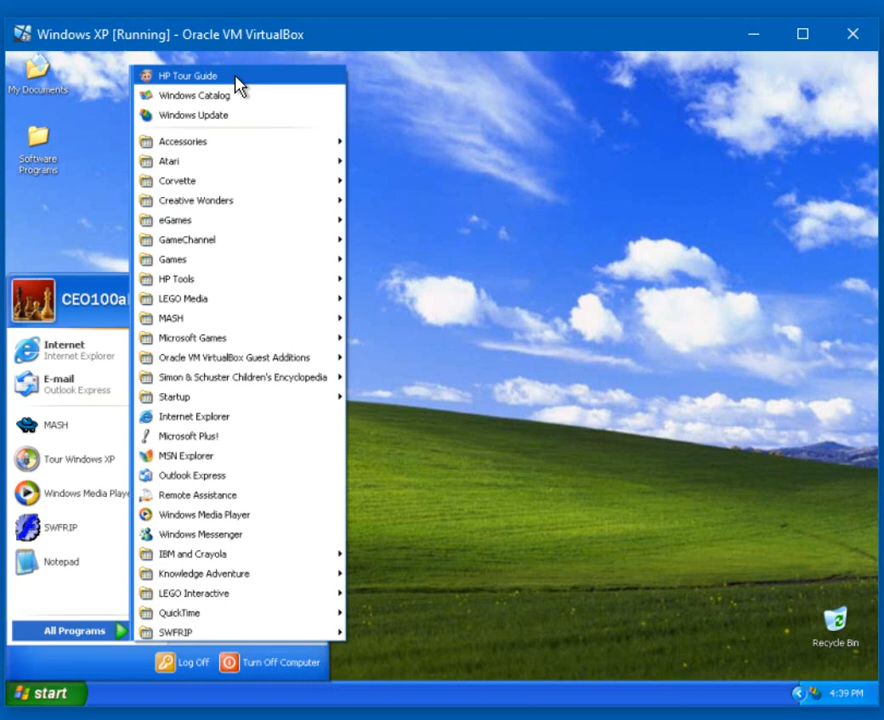 Windows XP [Running] - Oracle VM VirtualBox
My Documents
Software
Programs
HP Tour Guide
Windows Catalog
Windows Update
Accessories
Atari
Corvette
Creative Wonders
eGames
GameChannel
Games
HP Tools
LEGO Media
MASH
Microsoft Games
Oracle VM VirtualBox Guest Additions
Simon & Schuster Children's Encyclopedia
Startup
Internet Explorer
Microsoft Plus!
MSN Explorer
Outlook Express
Remote Assistance
Windows Media Player
Windows Messenger
IBM and Crayola
Knowledge Adventure
LEGO Interactive
QuickTime
SWFRIP
CEO100a
Internet
Internet Explorer
E-mail
Outlook Express
MASH
Tour Windows XP
Windows Media Playe
SWFRIP
Notepad
All Programs
Log Off
Turn Off Computer
Recycle Bin
start
4:39 PM